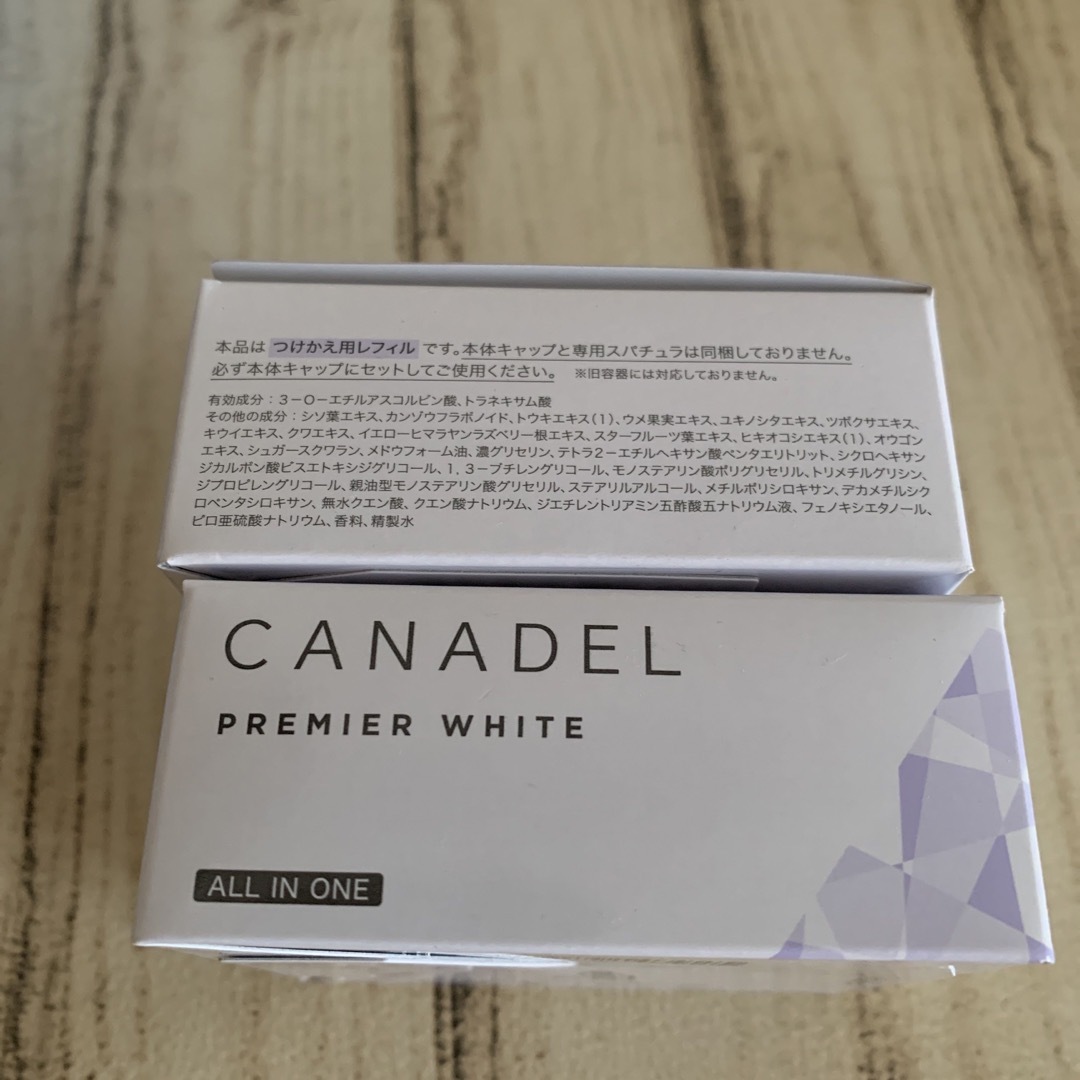 本品は つけかえ用レフィル です。本体キャップと専用スパチュラは同梱しておりません。
必ず本体キャップにセットしてご使用ください。 ※旧容器には対応しておりません。
有効成分：3-O-エチルアスコルビン酸、トラネキサム酸
その他の成分：シソ葉エキス、カンゾウフラボノイド、トウキエキス(1)、ウメ果実エキス、ユキノシタエキス、ツボクサエキス、
キウイエキス、クワエキス、イエローヒマラヤンラズベリー根エキス、スターフルーツ葉エキス、ヒキオコシエキス(1)、オウゴン
エキス、シュガースクワラン、メドウフォーム油、濃グリセリン、テトラ2-エチルヘキサン酸ペンタエリトリット、シクロヘキサン
ジカルボン酸ビスエトキシジグリコール、1,3-ブチレングリコール、モノステアリン酸ポリグリセリル、トリメチルグリシン、
ジプロピレングリコール、親油型モノステアリン酸グリセリル、ステアリルアルコール、メチルポリシロキサン、デカメチルシク
ロペンタシロキサン、無水クエン酸、クエン酸ナトリウム、ジエチレントリアミン五酢酸五ナトリウム液、フェノキシエタノール、
ピロ亜硫酸ナトリウム、香料、精製水
CANADEL
PREMIER WHITE
ALL IN ONE